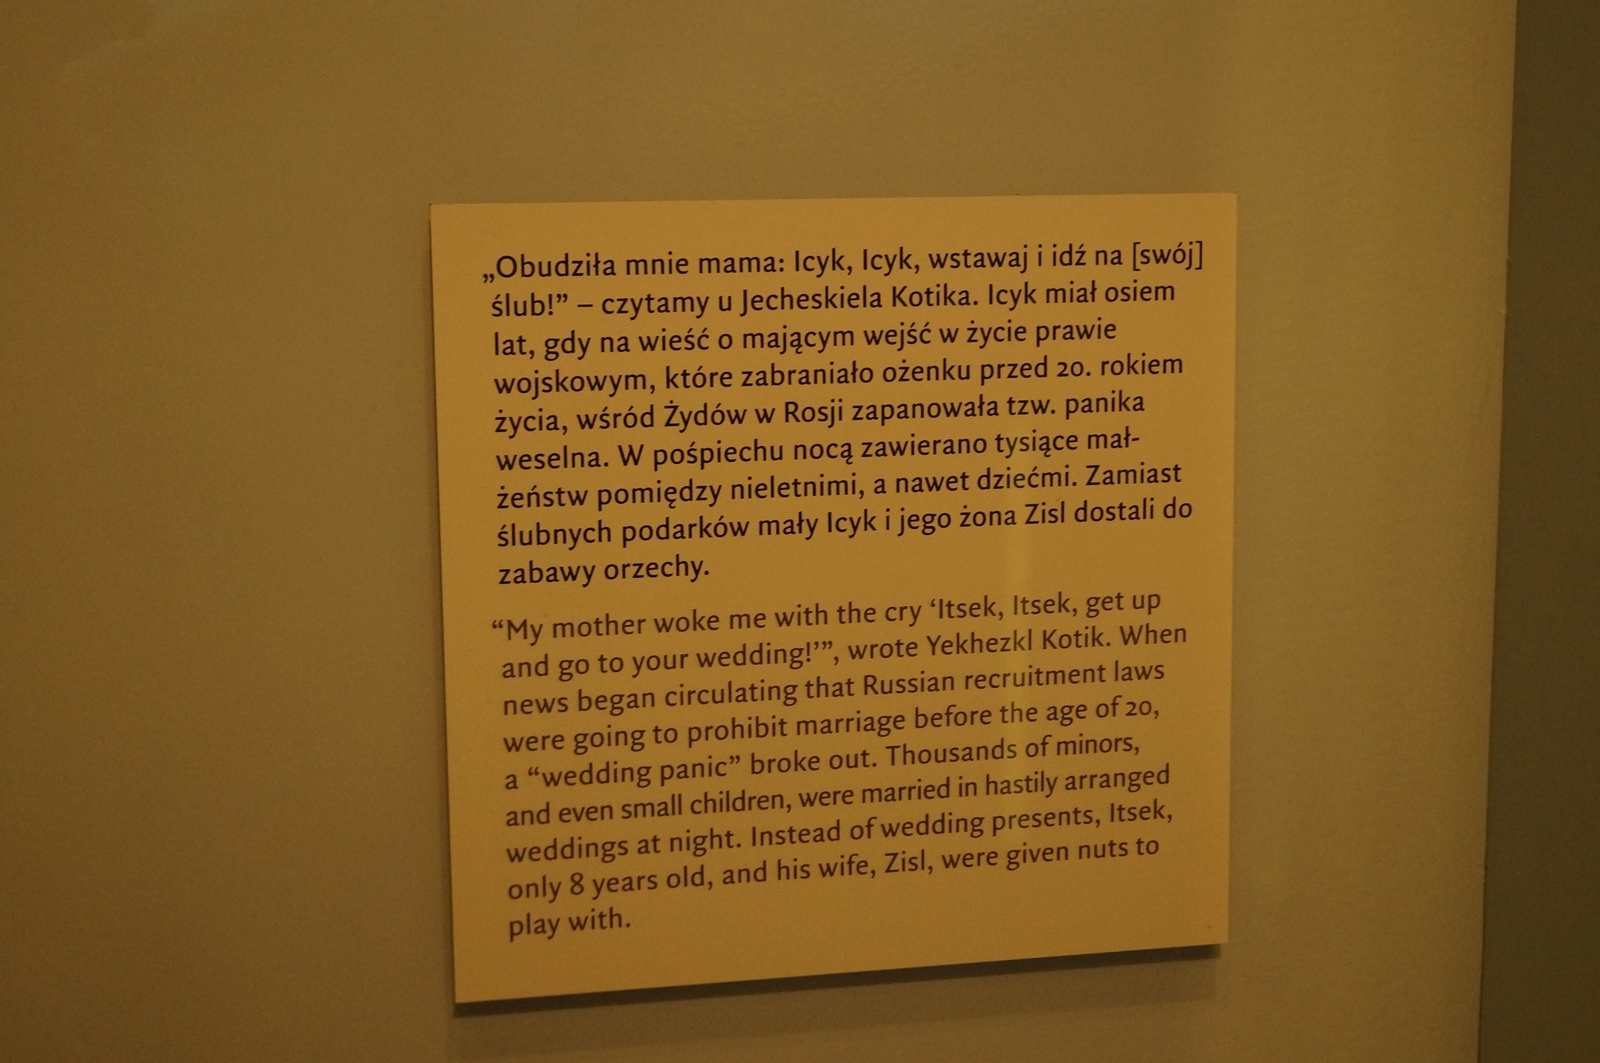 „Obudziła mnie mama: Icyk, Icyk, wstawaj i idź na [swój]
ślub!” – czytamy u Jecheskiela Kotika. Icyk miał osiem
lat, gdy na wieść o mającym wejść w życie prawie
wojskowym, które zabraniało ożenku przed 20. rokiem
życia, wśród Żydów w Rosji zapanowała tzw. panika
weselna. W pośpiechu nocą zawierano tysiące mał-
żeństw pomiędzy nieletnimi, a nawet dziećmi. Zamiast
ślubnych podarków mały Icyk i jego żona Zisl dostali do
zabawy orzechy.
“My mother woke me with the cry ‘Itsek, Itsek, get up
and go to your wedding!’”, wrote Yekhezkl Kotik. When
news began circulating that Russian recruitment laws
were going to prohibit marriage before the age of 20,
a “wedding panic” broke out. Thousands of minors,
and even small children, were married in hastily arranged
weddings at night. Instead of wedding presents, Itsek,
only 8 years old, and his wife, Zisl, were given nuts to
play with.